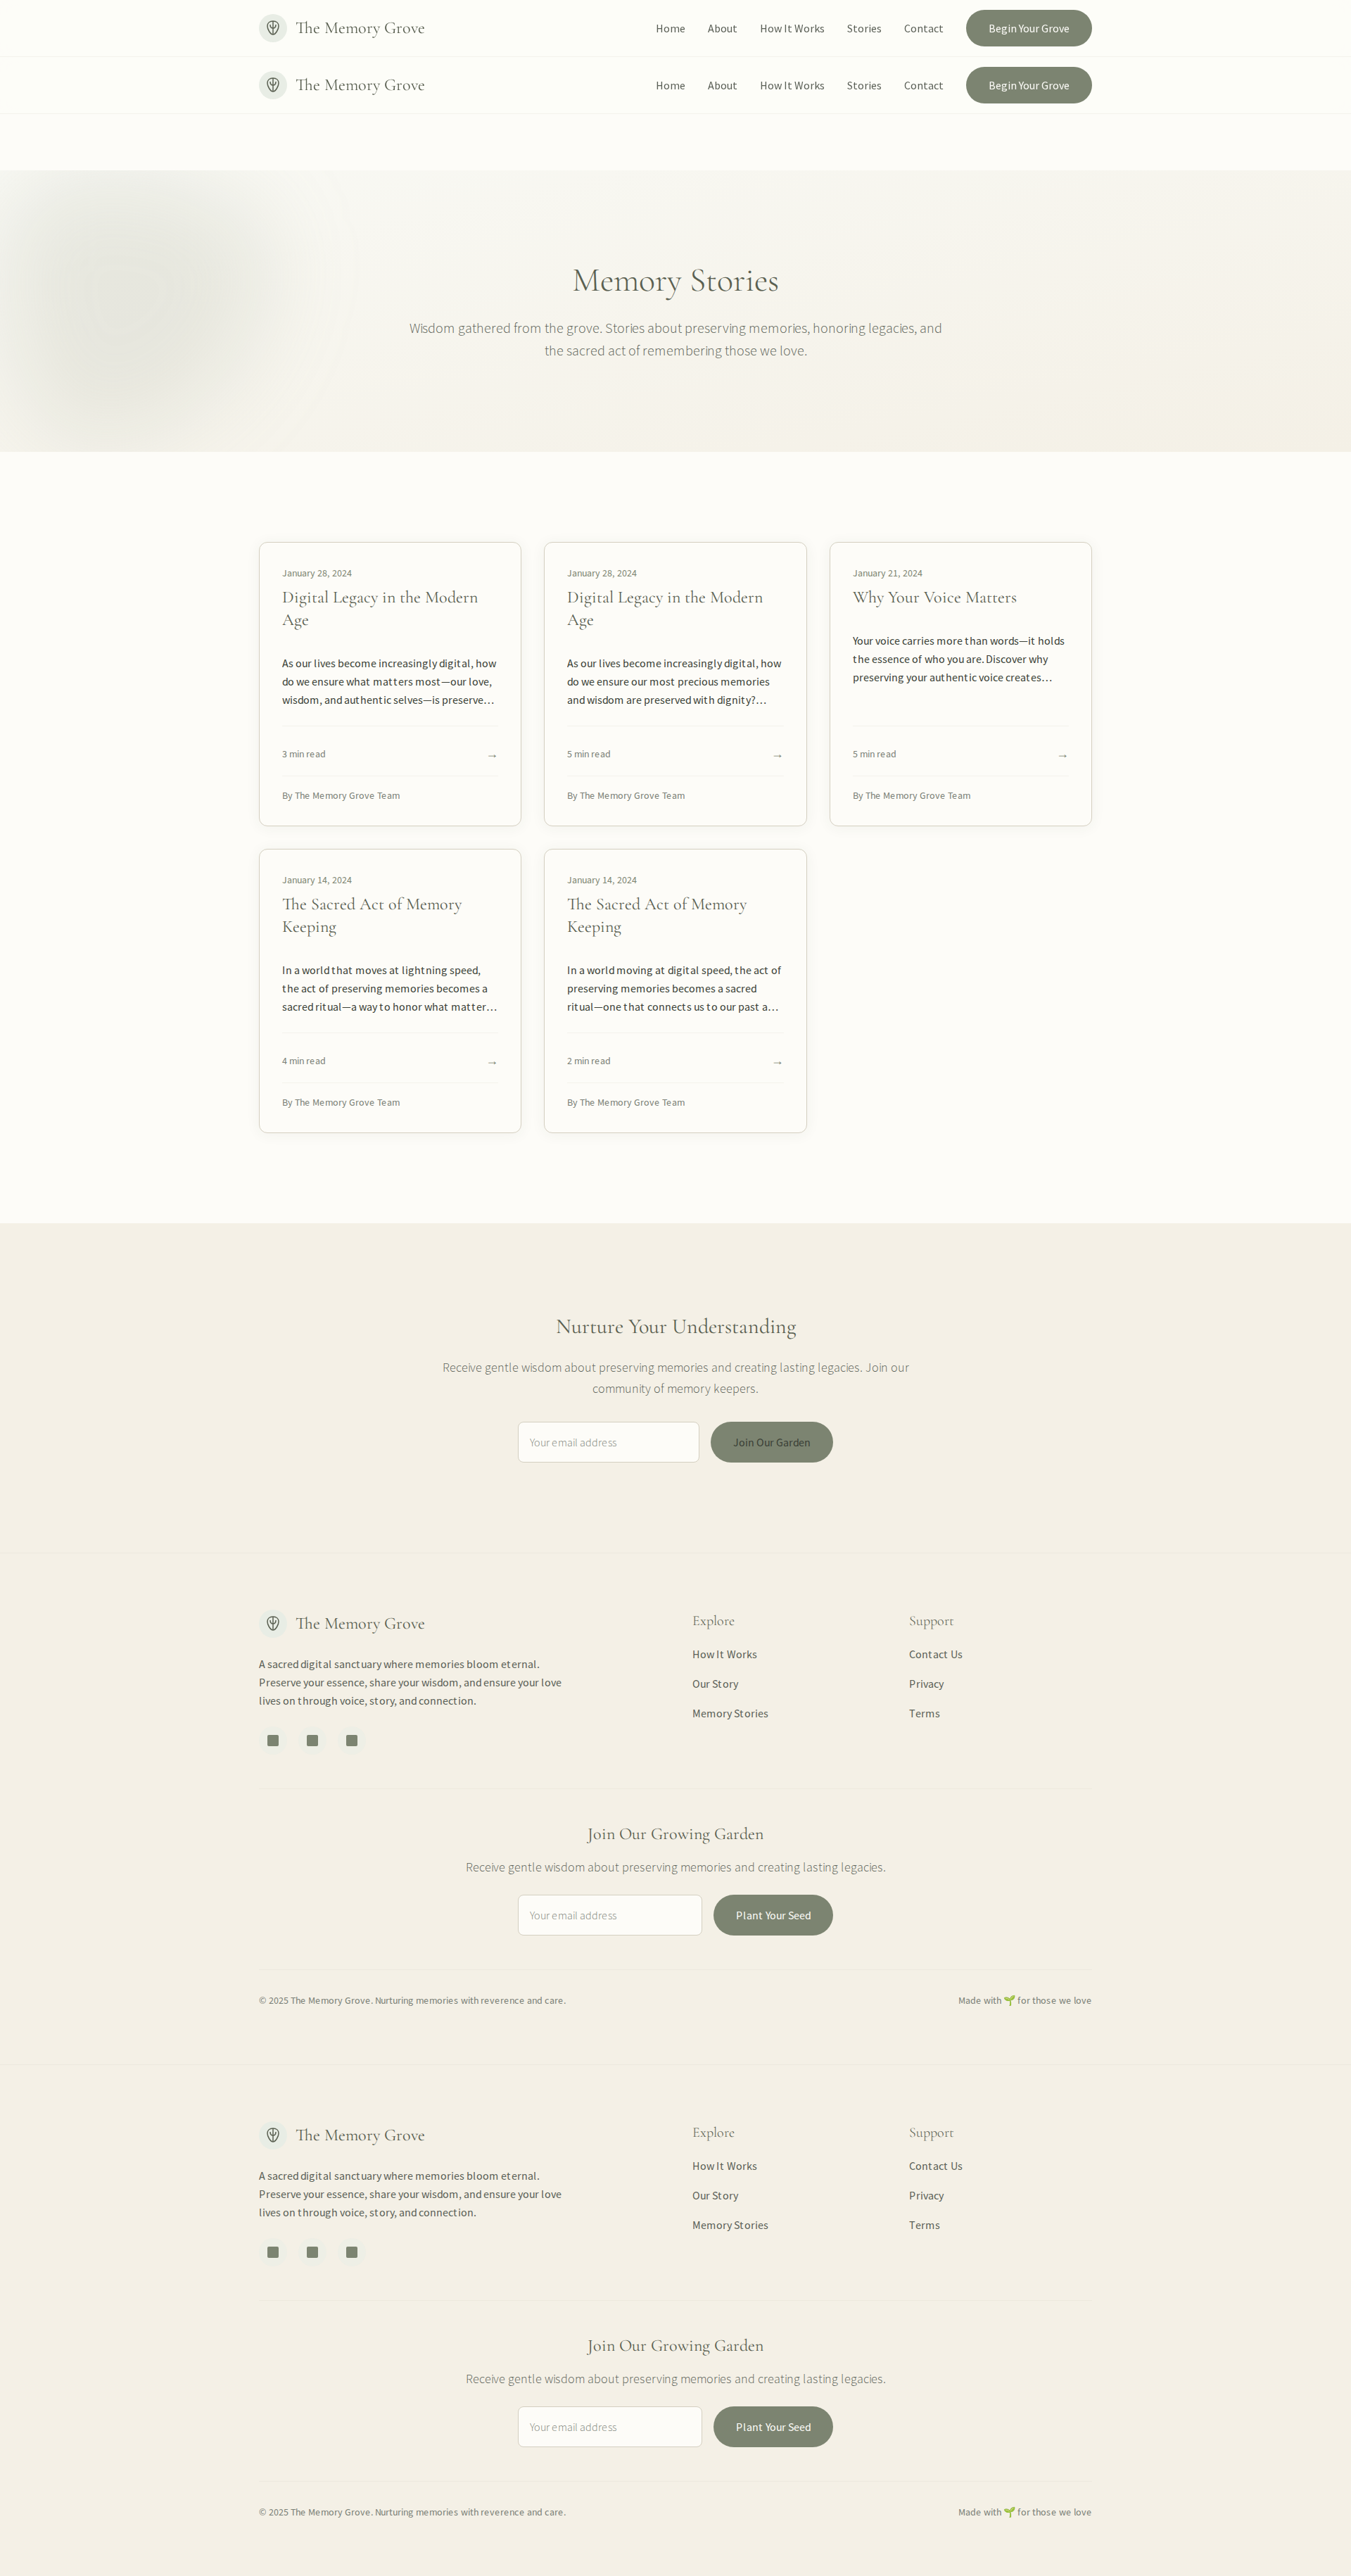 The Memory Grove
Home About How It Works Stories Contact Begin Your Grove
The Memory Grove
Home About How It Works Stories Contact Begin Your Grove
Memory Stories
Wisdom gathered from the grove. Stories about preserving memories, honoring legacies, and
the sacred act of remembering those we love.
January 28, 2024
Digital Legacy in the Modern
Age
As our lives become increasingly digital, how
do we ensure what matters most—our love,
wisdom, and authentic selves—is preserve…
3 min read →
By The Memory Grove Team
January 28, 2024
Digital Legacy in the Modern
Age
As our lives become increasingly digital, how
do we ensure our most precious memories
and wisdom are preserved with dignity?…
5 min read →
By The Memory Grove Team
January 21, 2024
Why Your Voice Matters
Your voice carries more than words—it holds
the essence of who you are. Discover why
preserving your authentic voice creates…
5 min read →
By The Memory Grove Team
January 14, 2024
The Sacred Act of Memory
Keeping
In a world that moves at lightning speed,
the act of preserving memories becomes a
sacred ritual—a way to honor what matter…
4 min read →
By The Memory Grove Team
January 14, 2024
The Sacred Act of Memory
Keeping
In a world moving at digital speed, the act of
preserving memories becomes a sacred
ritual—one that connects us to our past a…
2 min read →
By The Memory Grove Team
Nurture Your Understanding
Receive gentle wisdom about preserving memories and creating lasting legacies. Join our
community of memory keepers.
Your email address Join Our Garden
The Memory Grove
A sacred digital sanctuary where memories bloom eternal.
Preserve your essence, share your wisdom, and ensure your love
lives on through voice, story, and connection.
Explore
How It Works
Our Story
Memory Stories
Support
Contact Us
Privacy
Terms
Join Our Growing Garden
Receive gentle wisdom about preserving memories and creating lasting legacies.
Your email address Plant Your Seed
© 2025 The Memory Grove. Nurturing memories with reverence and care.
Made with 🌱 for those we love
The Memory Grove
A sacred digital sanctuary where memories bloom eternal.
Preserve your essence, share your wisdom, and ensure your love
lives on through voice, story, and connection.
Explore
How It Works
Our Story
Memory Stories
Support
Contact Us
Privacy
Terms
Join Our Growing Garden
Receive gentle wisdom about preserving memories and creating lasting legacies.
Your email address Plant Your Seed
© 2025 The Memory Grove. Nurturing memories with reverence and care.
Made with 🌱 for those we love